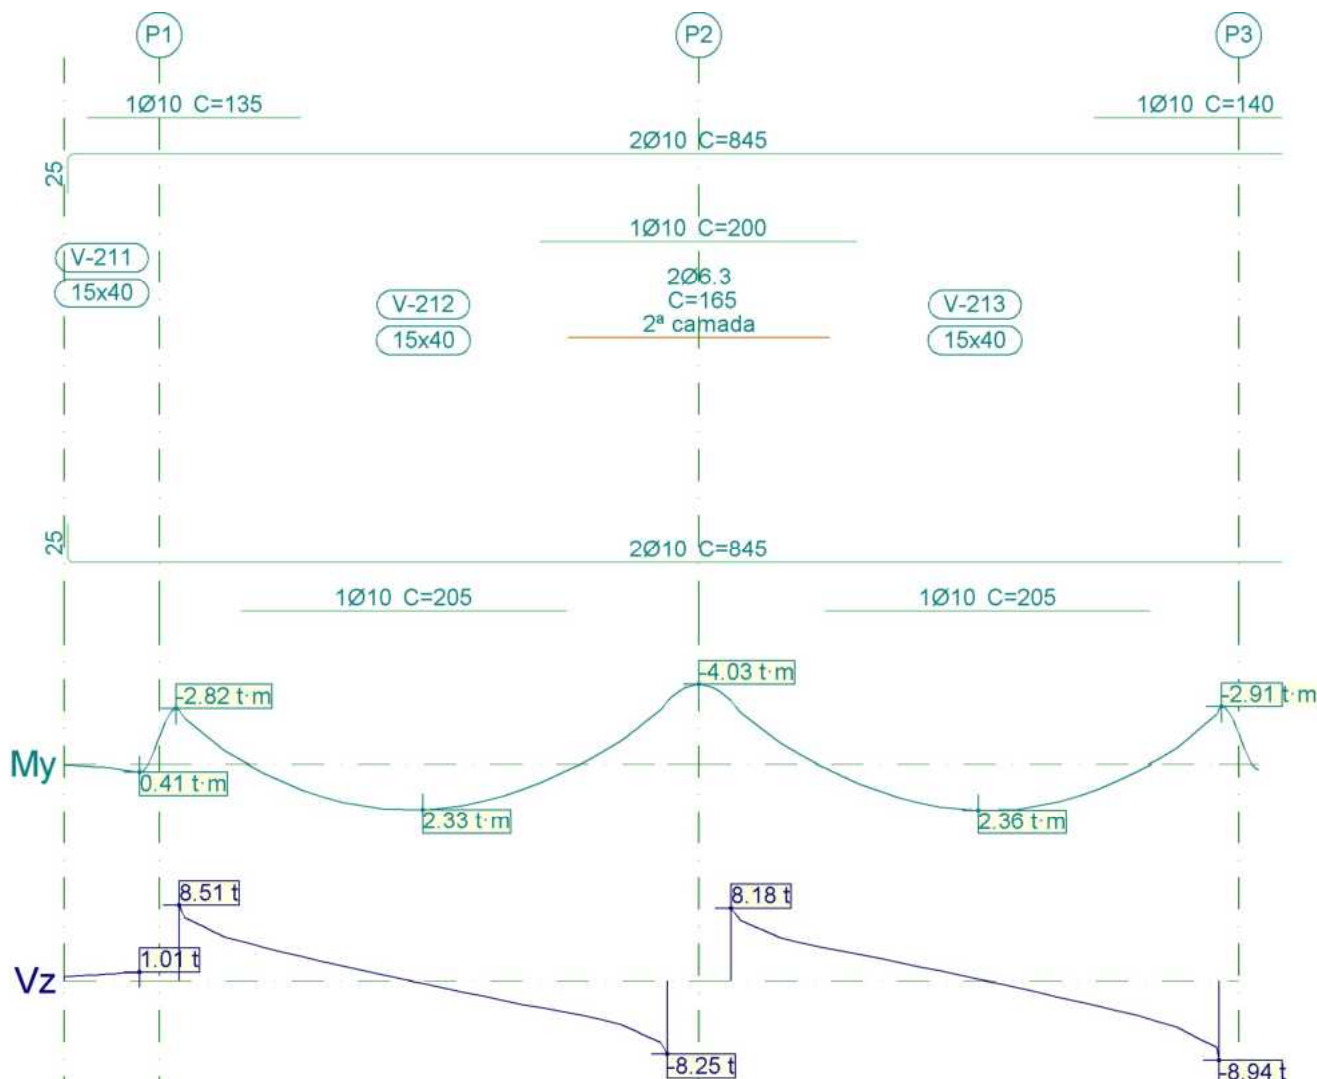 P1
P2
P3
1Ø10 C=135
1Ø10 C=140
2Ø10 C=845
25
1Ø10 C=200
V-211
15x40
2Ø6.3
C=165
2ª camada
V-212
15x40
V-213
15x40
25
2Ø10 C=845
1Ø10 C=205
1Ø10 C=205
-4.03 t·m
-2.82 t·m
-2.91 t·m
My
0.41 t·m
2.33 t·m
2.36 t·m
8.51 t
8.18 t
1.01 t
Vz
-8.25 t
-8.94 t